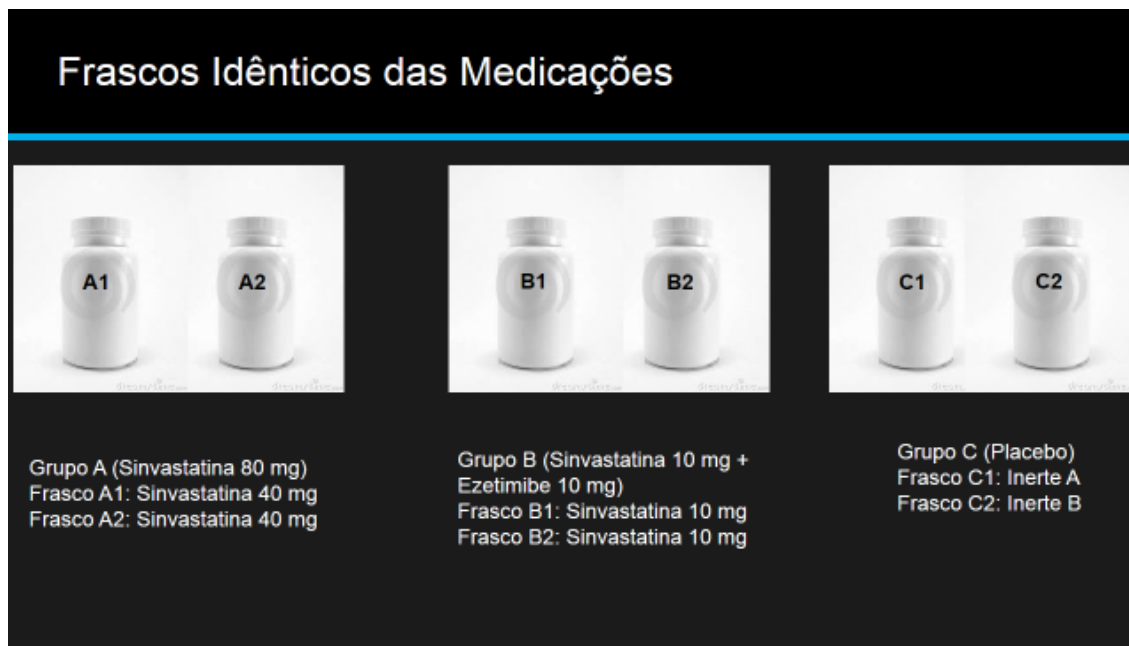 Frascos Idênticos das Medicações
A1
A2
B1
B2
C1
C2
Grupo A (Sinvastatina 80 mg)
Frasco A1: Sinvastatina 40 mg
Frasco A2: Sinvastatina 40 mg
Grupo B (Sinvastatina 10 mg +
Ezetimibe 10 mg)
Frasco B1: Sinvastatina 10 mg
Frasco B2: Sinvastatina 10 mg
Grupo C (Placebo)
Frasco C1: Inerte A
Frasco C2: Inerte B